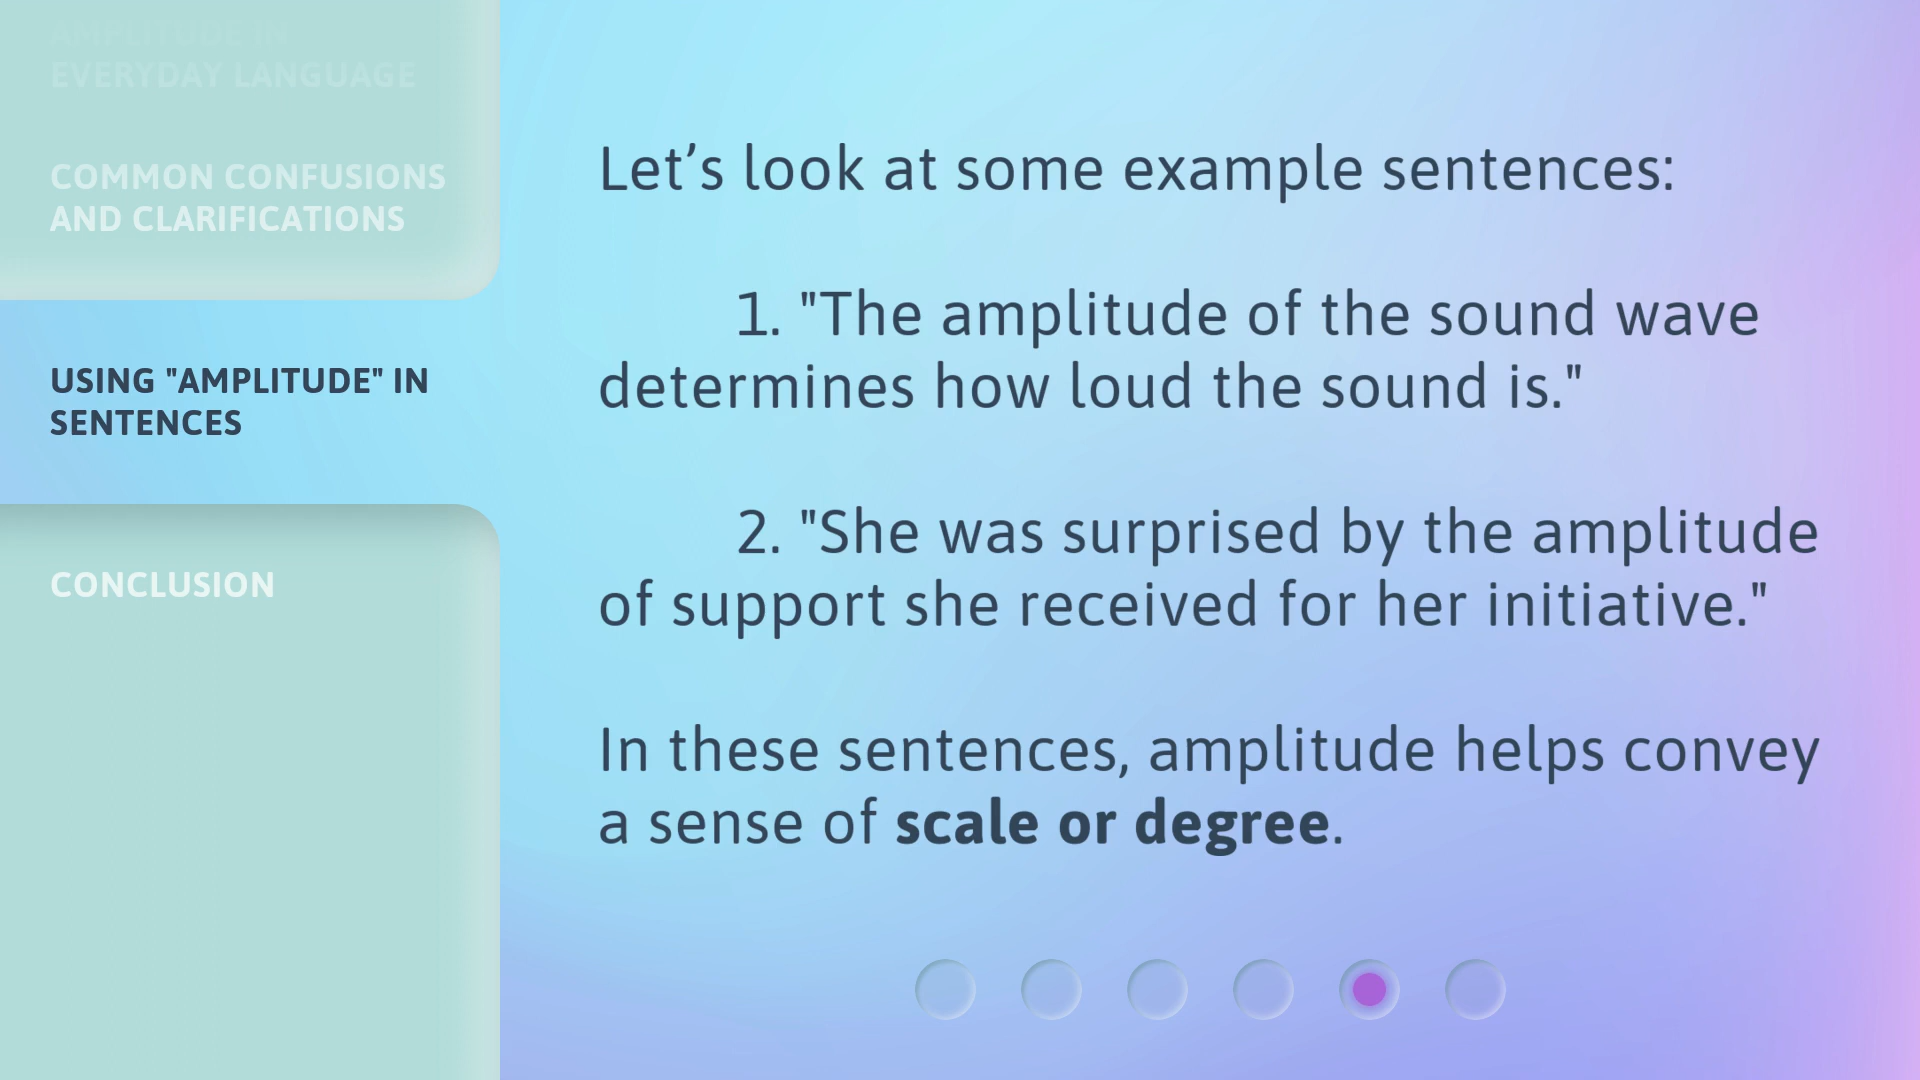 AMPLITUDE IN
EVERYDAY LANGUAGE
COMMON CONFUSIONS
AND CLARIFICATIONS
USING "AMPLITUDE" IN
SENTENCES
CONCLUSION
Let’s look at some example sentences:
1. "The amplitude of the sound wave
determines how loud the sound is."
2. "She was surprised by the amplitude
of support she received for her initiative."
In these sentences, amplitude helps convey
a sense of scale or degree.